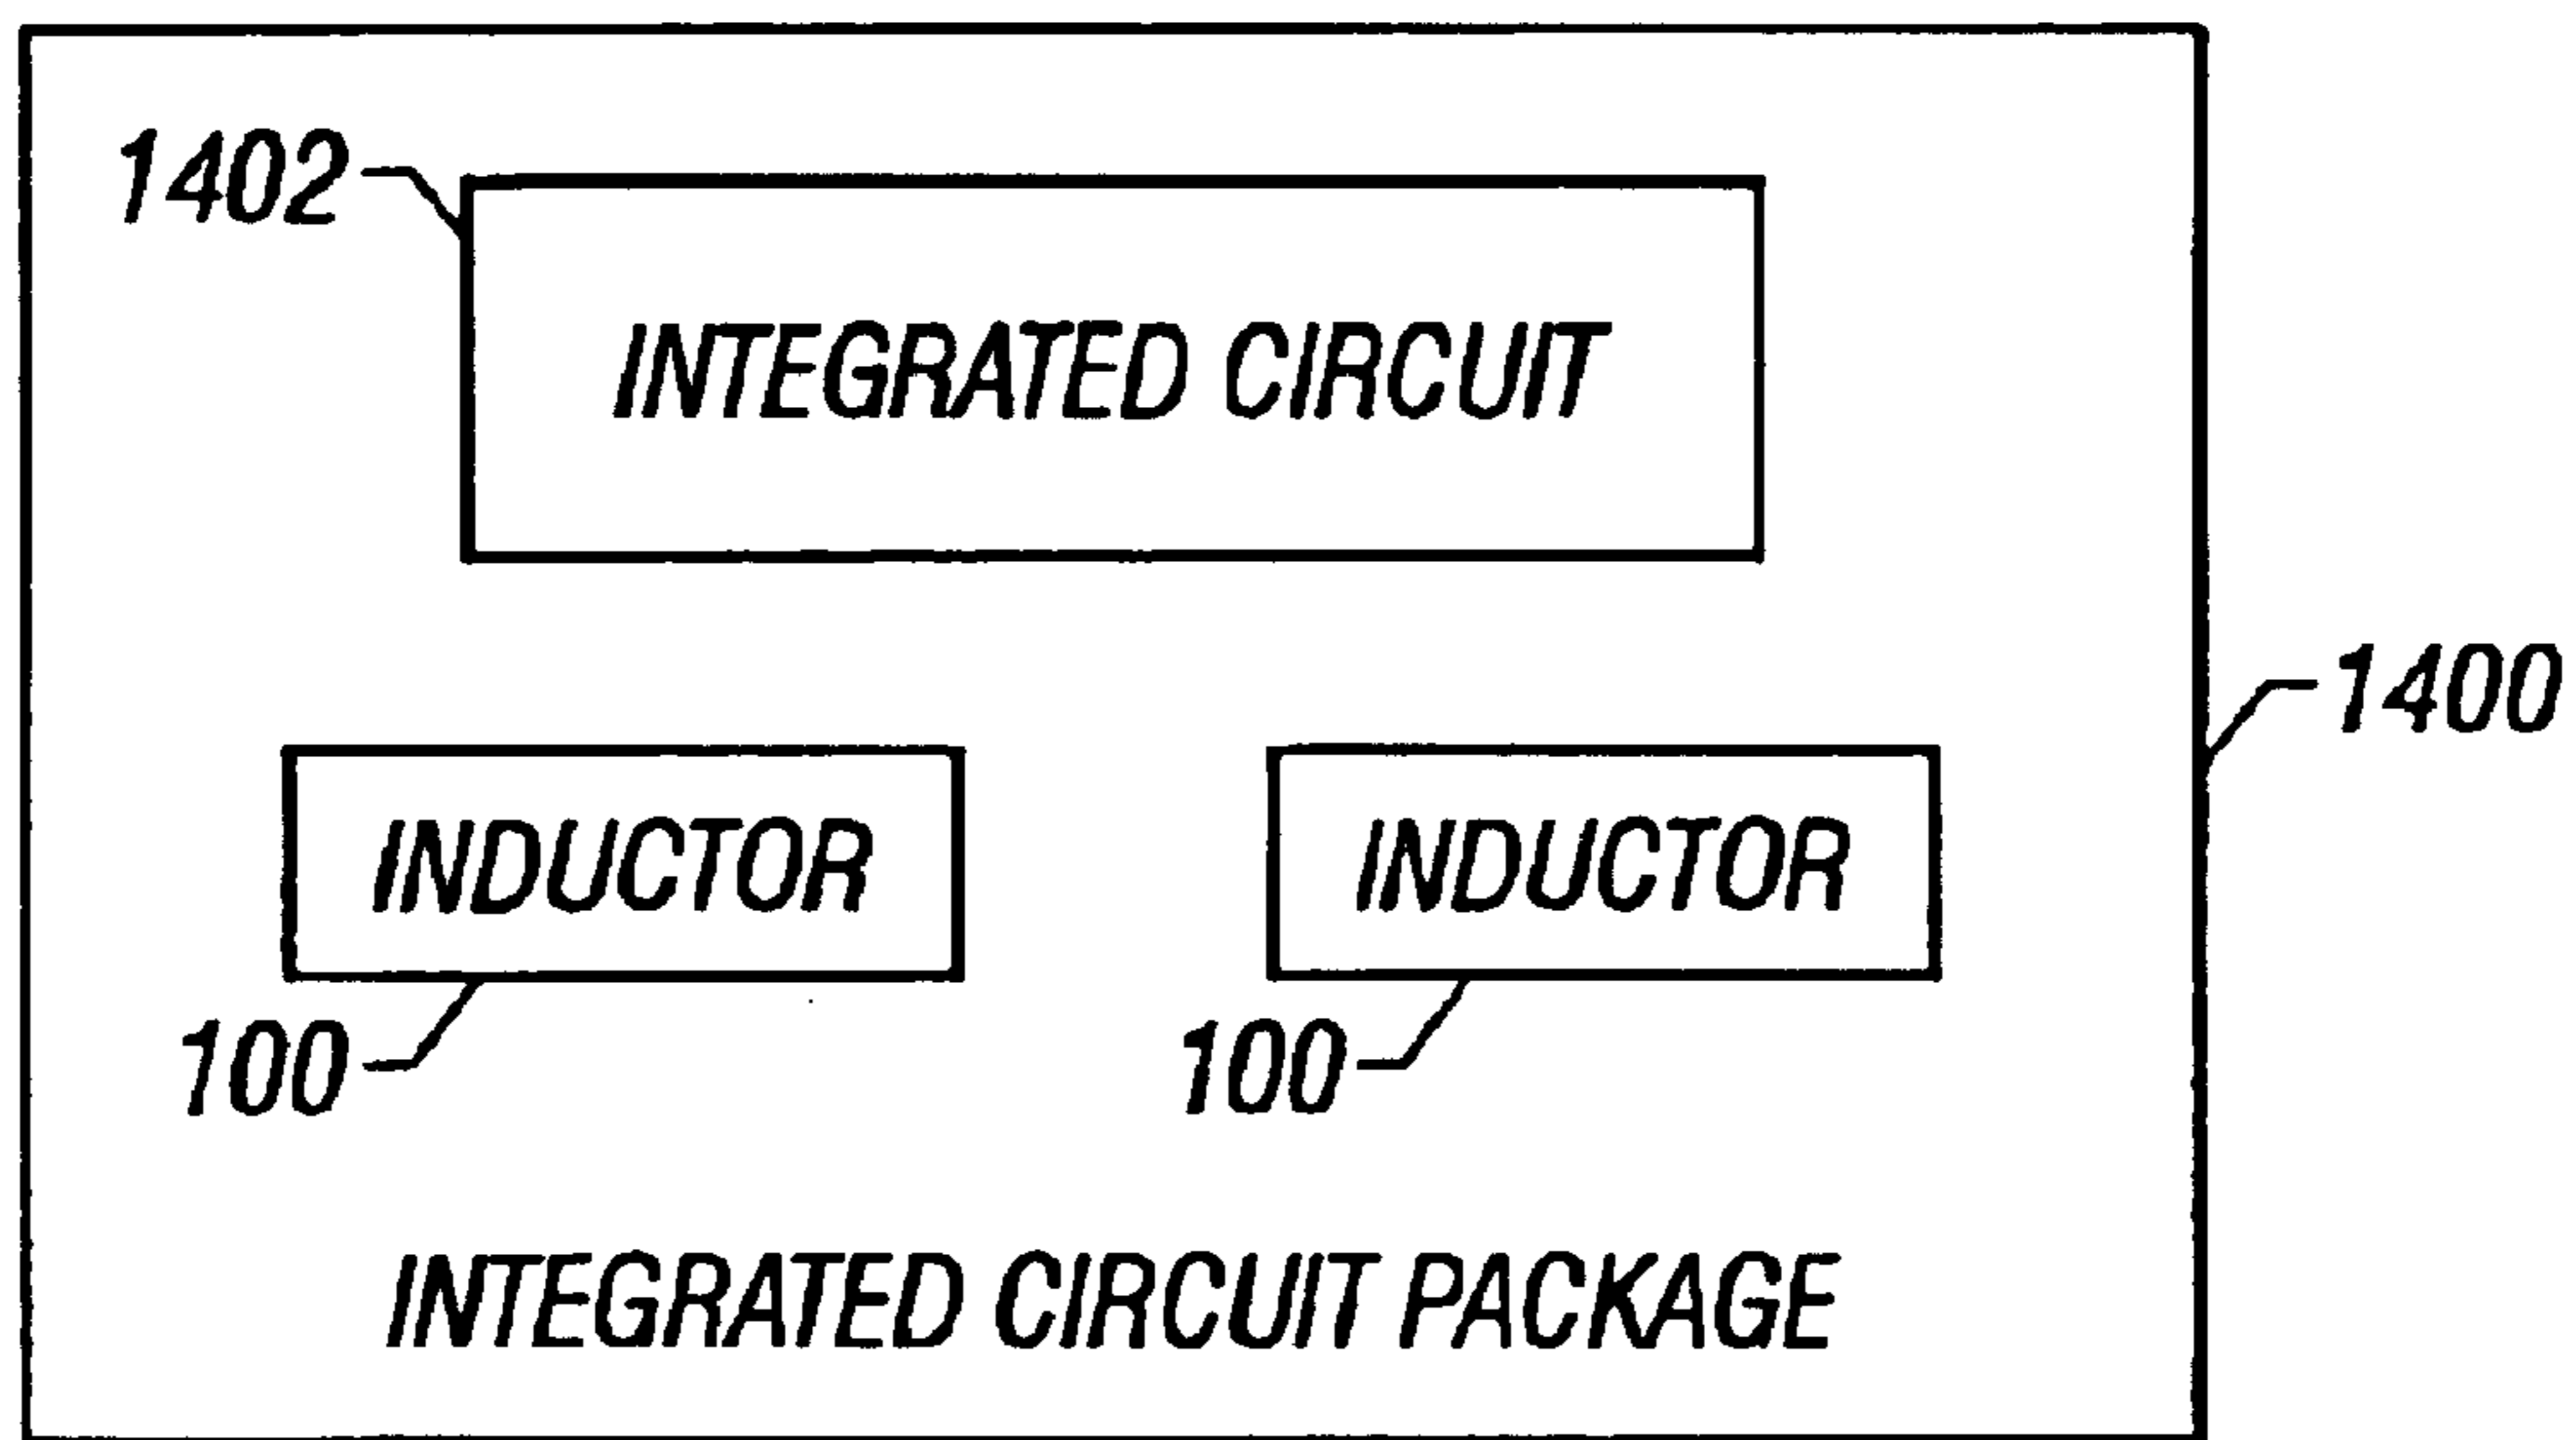 1402
INTEGRATED CIRCUIT
1400
INDUCTOR INDUCTOR
100 100
INTEGRATED CIRCUIT PACKAGE